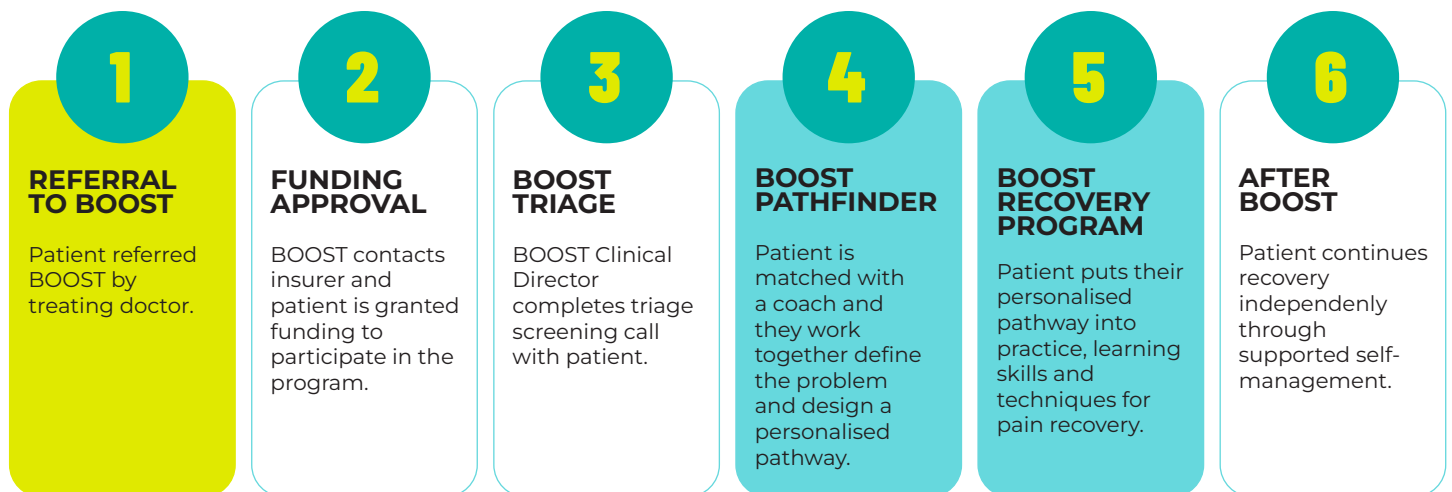 1
REFERRAL
TO BOOST
Patient referred
BOOST by
treating doctor.
2
FUNDING
APPROVAL
BOOST contacts
insurer and
patient is granted
funding to
participate in the
program.
3
BOOST
TRIAGE
BOOST Clinical
Director
completes triage
screening call
with patient.
4
BOOST
PATHFINDER
Patient is
matched with
a coach and
they work
together define
the problem
and design a
personalised
pathway.
5
BOOST
RECOVERY
PROGRAM
Patient puts their
personalised
pathway into
practice, learning
skills and
techniques for
pain recovery.
6
AFTER
BOOST
Patient continues
recovery
independenly
through
supported self-
management.